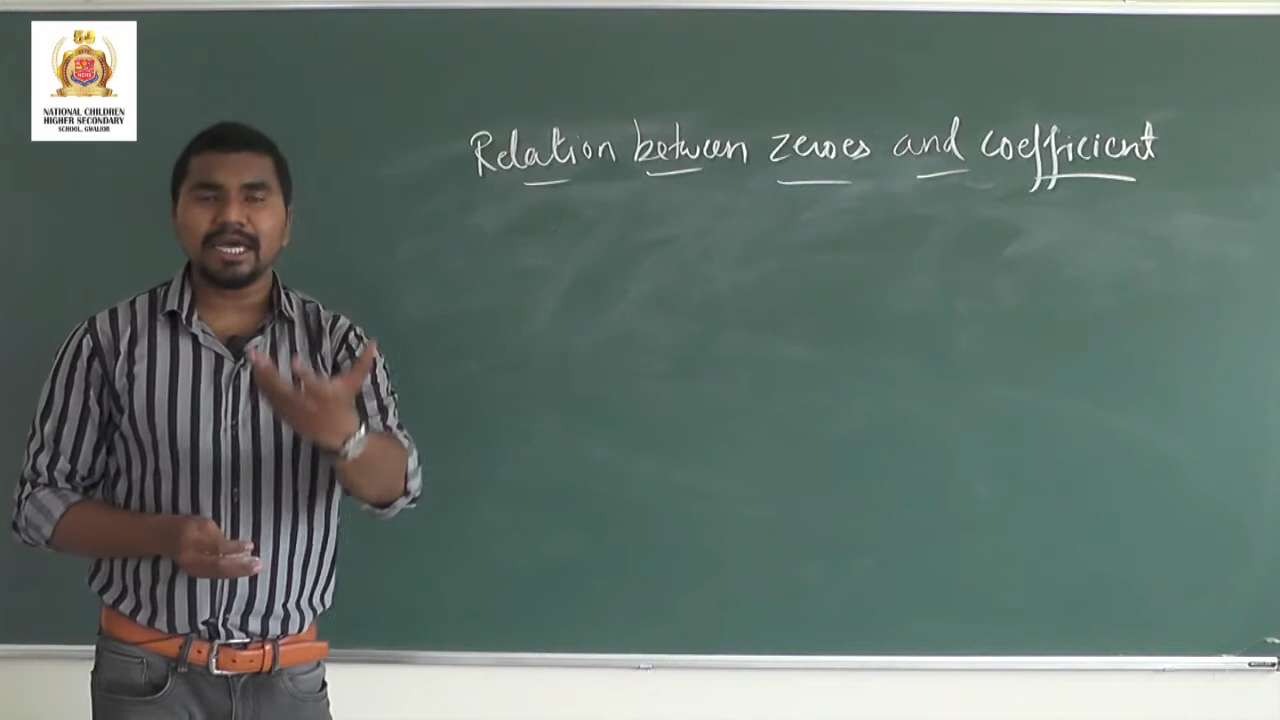 NATIONAL CHILDREN
HIGHER SECONDARY
SCHOOL, GWALIOR
Relation between zeroes and coefficient